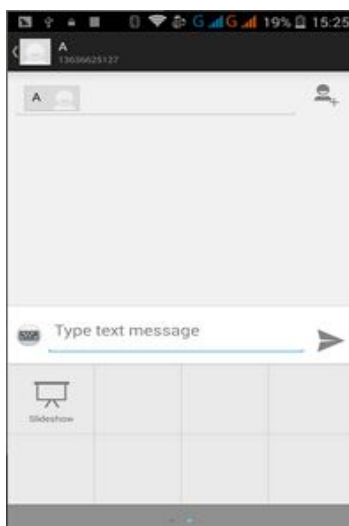 G G 19% 15:25
A
13636625127
A
Type text message
Slideshow